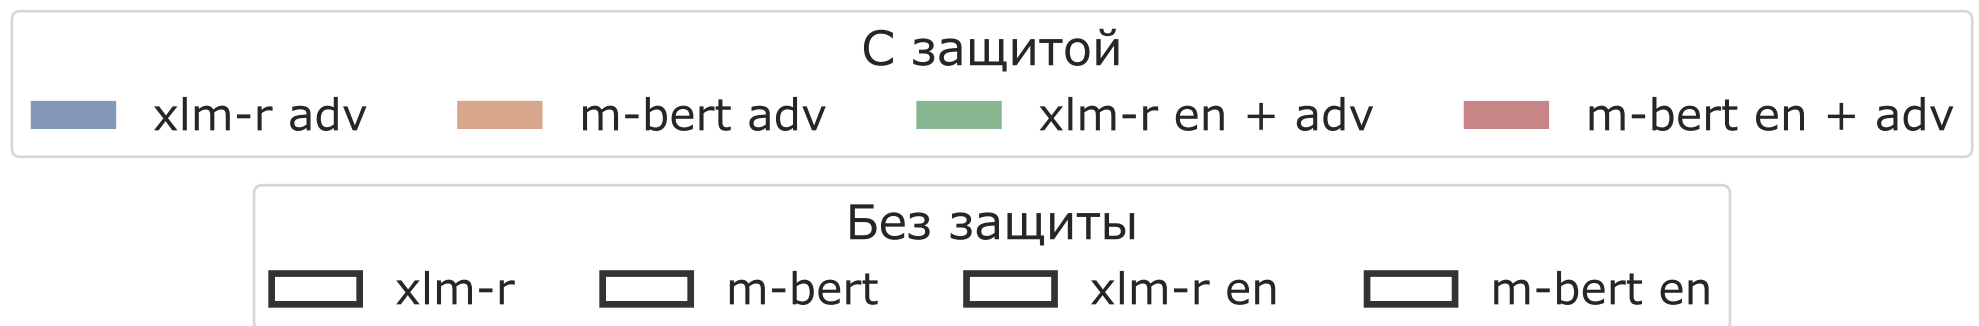 С защитой
xlm-r adv m-bert adv xlm-r en + adv m-bert en + adv
Без защиты
xlm-r m-bert xlm-r en m-bert en